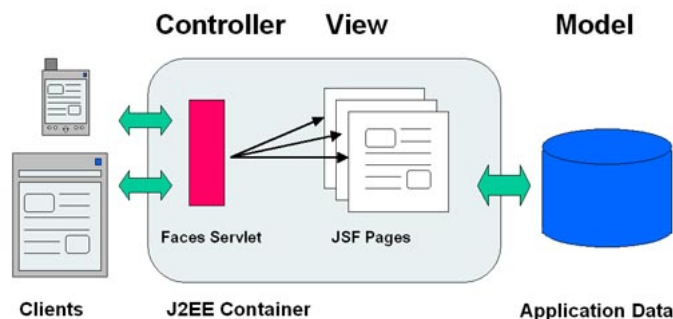 Controller View Model
Faces Servlet JSF Pages
Clients J2EE Container Application Data